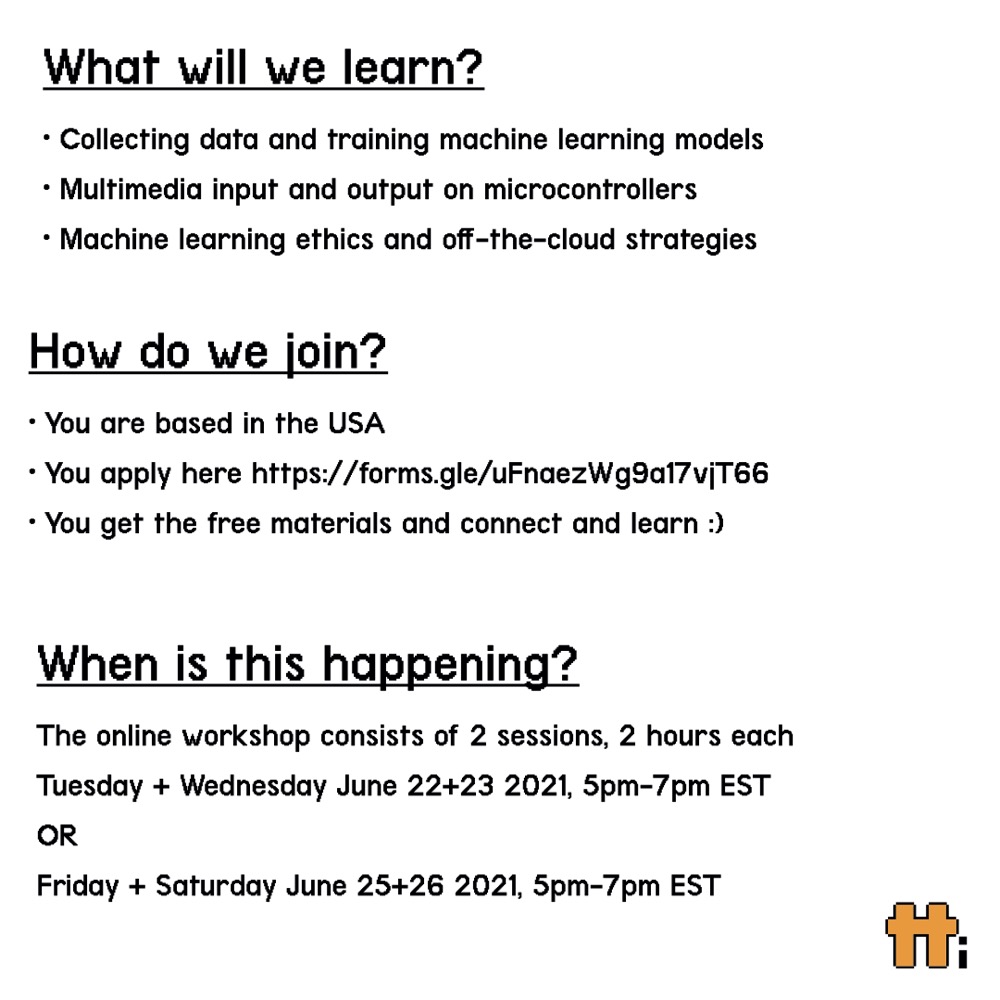 What will we learn?
• Collecting data and training machine learning models
• Multimedia input and output on microcontrollers
• Machine learning ethics and off-the-cloud strategies
How do we join?
• You are based in the USA
• You apply here https://forms.gle/uFnaezWg9a17vjT66
• You get the free materials and connect and learn :)
When is this happening?
The online workshop consists of 2 sessions, 2 hours each
Tuesday + Wednesday June 22+23 2021, 5pm-7pm EST
OR
Friday + Saturday June 25+26 2021, 5pm-7pm EST